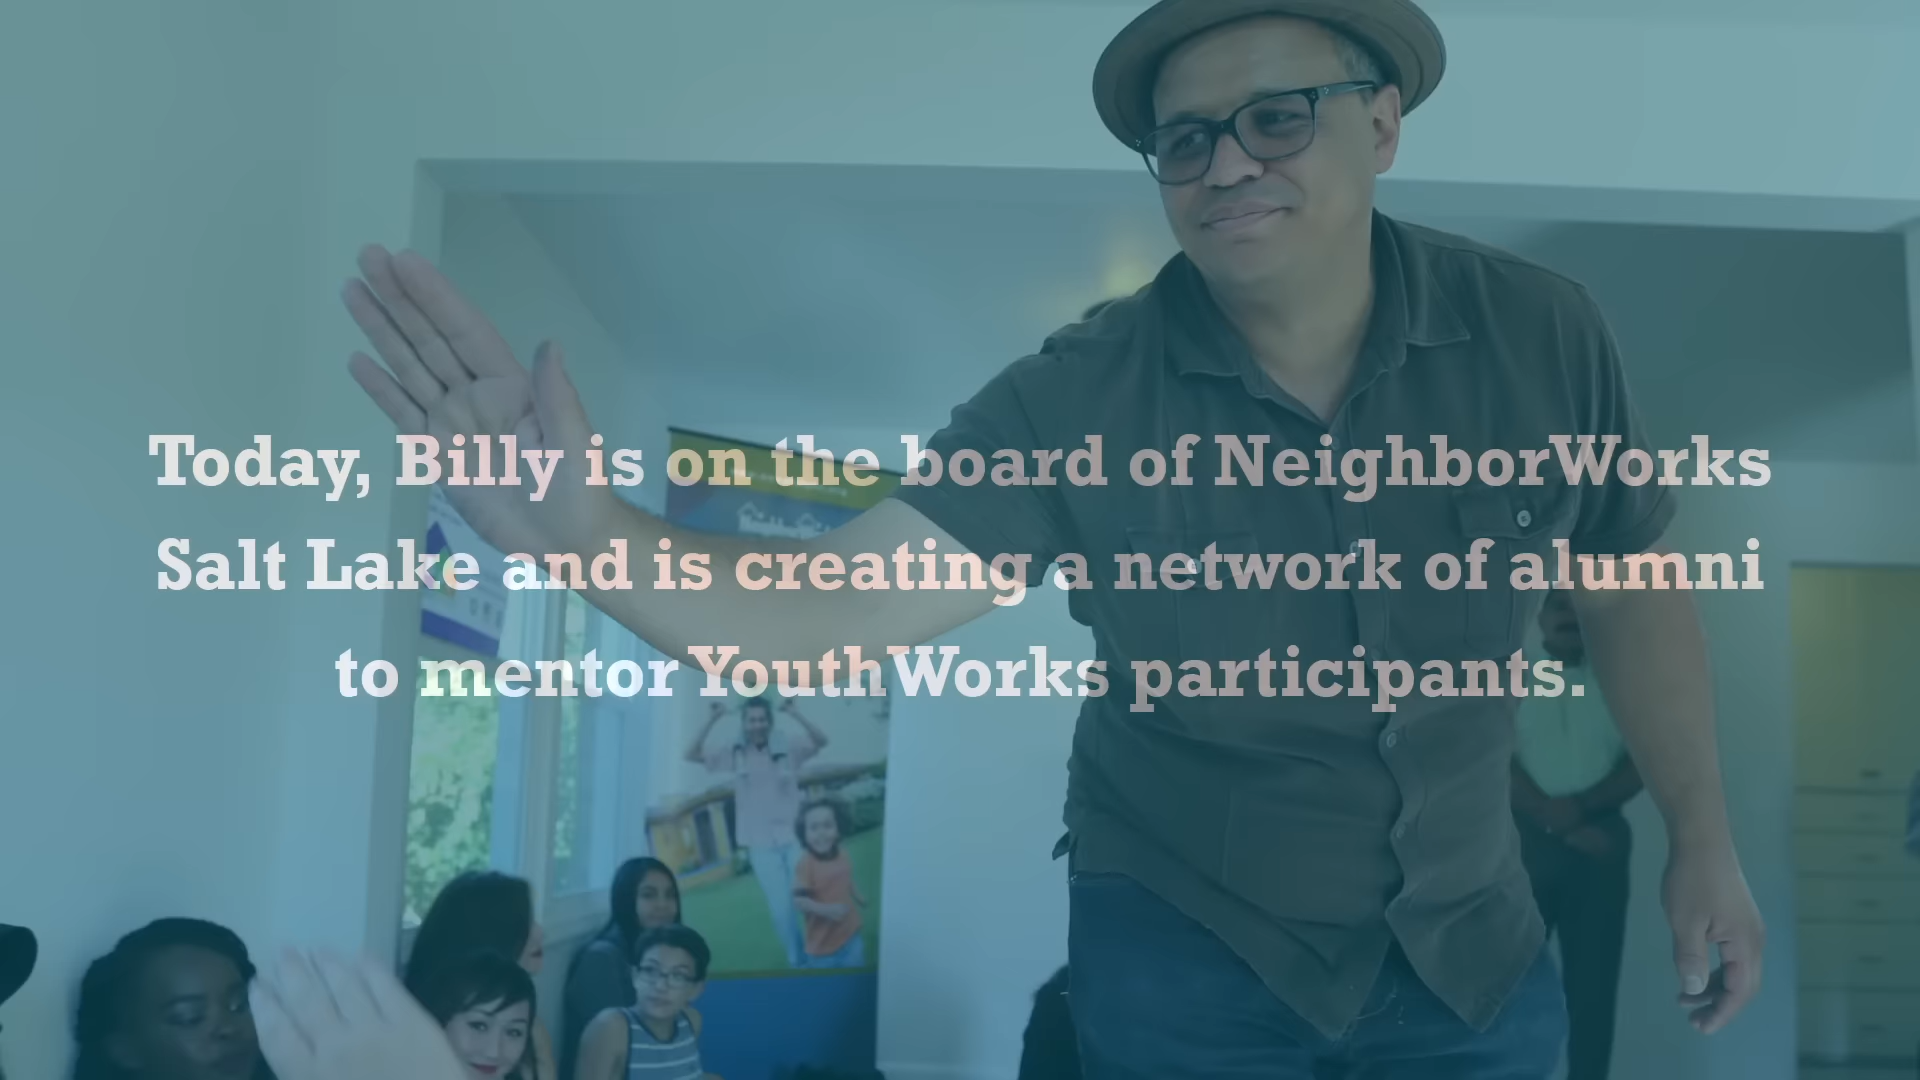 Today, Billy is on the board of NeighborWorks
Salt Lake and is creating a network of alumni
to mentor YouthWorks participants.